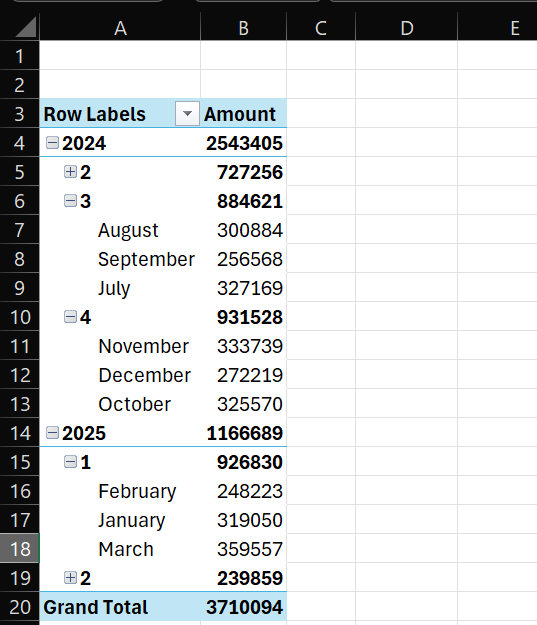 A B C D E
1
2
3 Row Labels Amount
4 2024 2543405
5 2 727256
6 3 884621
7 August 300884
8 September 256568
9 July 327169
10 4 931528
11 November 333739
12 December 272219
13 October 325570
14 2025 1166689
15 1 926830
16 February 248223
17 January 319050
18 March 359557
19 2 239859
20 Grand Total 3710094